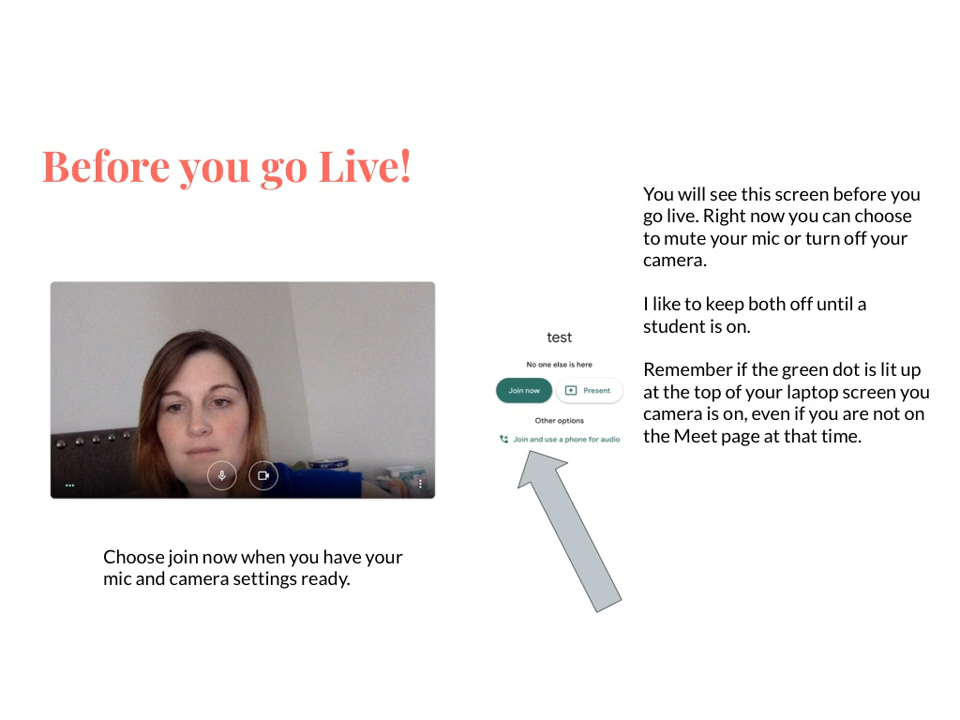 Before you go Live!
You will see this screen before you
go live. Right now you can choose
to mute your mic or turn off your
camera.
I like to keep both off until a
student is on.
Remember if the green dot is lit up
at the top of your laptop screen you
camera is on, even if you are not on
the Meet page at that time.
test
No one else is here
Join now
Present
Other options
Join and use a phone for audio
Choose join now when you have your
mic and camera settings ready.